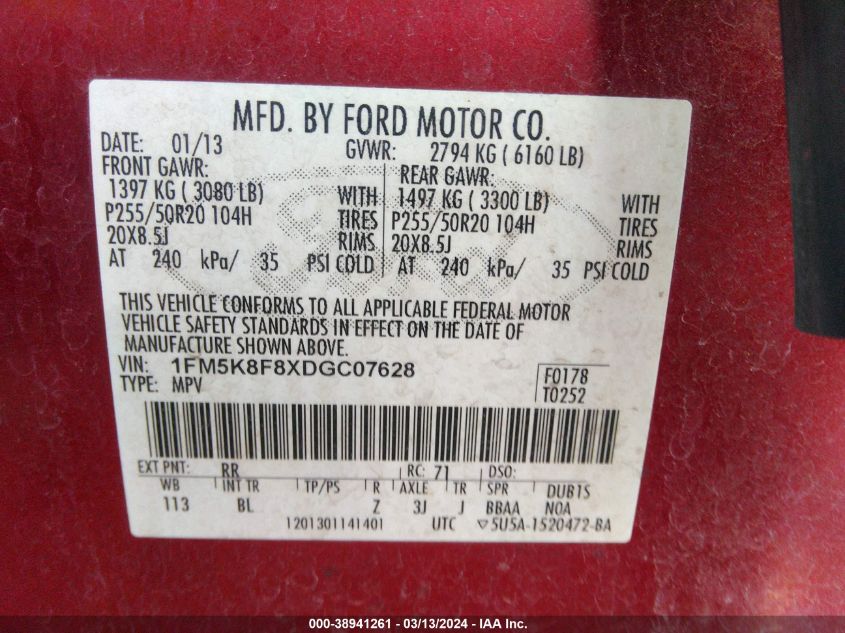 MFD. BY FORD MOTOR CO.
DATE: 01/13 GVWR: 2794 KG ( 6160 LB)
FRONT GAWR: REAR GAWR:
1397 KG ( 3080 LB) WITH 1497 KG ( 3300 LB) WITH
P255/50R20 104H TIRES P255/50R20 104H TIRES
20X8.5J RIMS 20X8.5J RIMS
AT 240 kPa/ 35 PSI COLD AT 240 kPa/ 35 PSI COLD
THIS VEHICLE CONFORMS TO ALL APPLICABLE FEDERAL MOTOR
VEHICLE SAFETY STANDARDS IN EFFECT ON THE DATE OF
MANUFACTURE SHOWN ABOVE.
VIN: 1FM5K8F8XDGC07628 F0178
TYPE: MPV T0252
EXT PNT: RR RC: 71 DSO:
WB INT TR TP/PS R AXLE TR SPR DUB1S
113 BL Z 3J J BBAA NOA
1201301141401 UTC ▽5U5A-1520472-BA
000-38941261 - 03/13/2024 - IAA Inc.